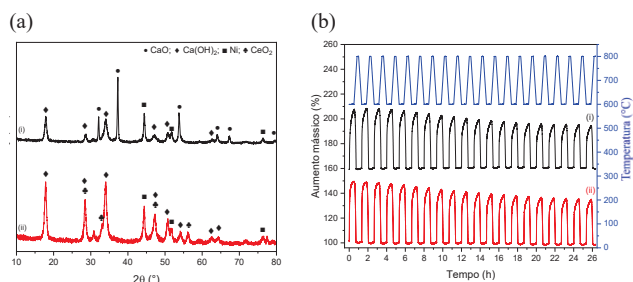 (a)
• CaO; ♦ Ca(OH)₂; ■ Ni; ♣ CeO₂
(i)
(ii)
10 20 30 40 50 60 70 80
2θ (°)
(b)
Aumento mássico (%)
260
240
220
200
180
160
140
120
100
(i)
(ii)
800
700
600
500
400
300
200
100
0
Temperatura (°C)
0 2 4 6 8 10 12 14 16 18 20 22 24 26
Tempo (h)